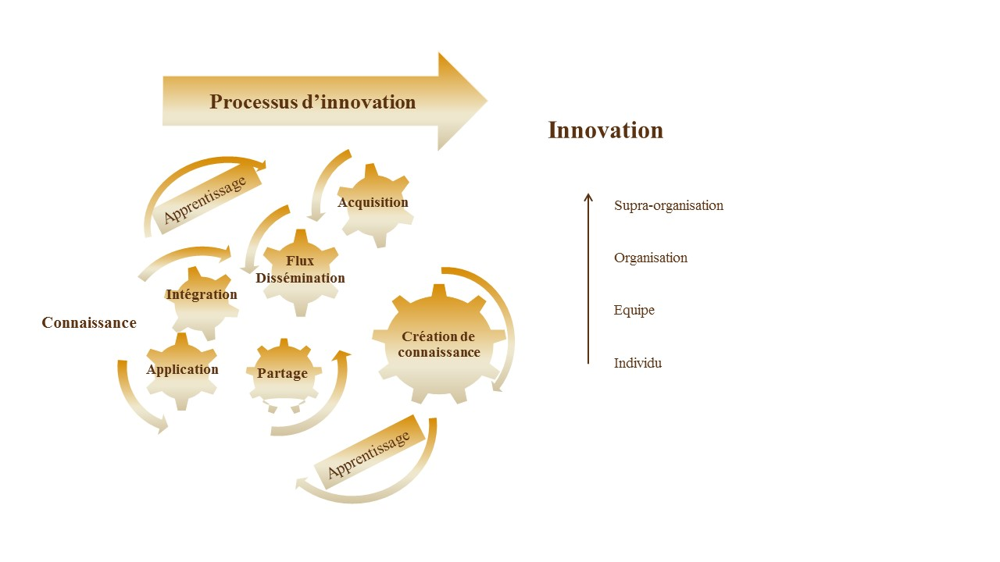 Processus d’innovation
Innovation
Apprentissage
Acquisition
Flux
Dissémination
Intégration
Connaissance
Application
Partage
Création de
connaissance
Apprentissage
Supra-organisation
Organisation
Equipe
Individu